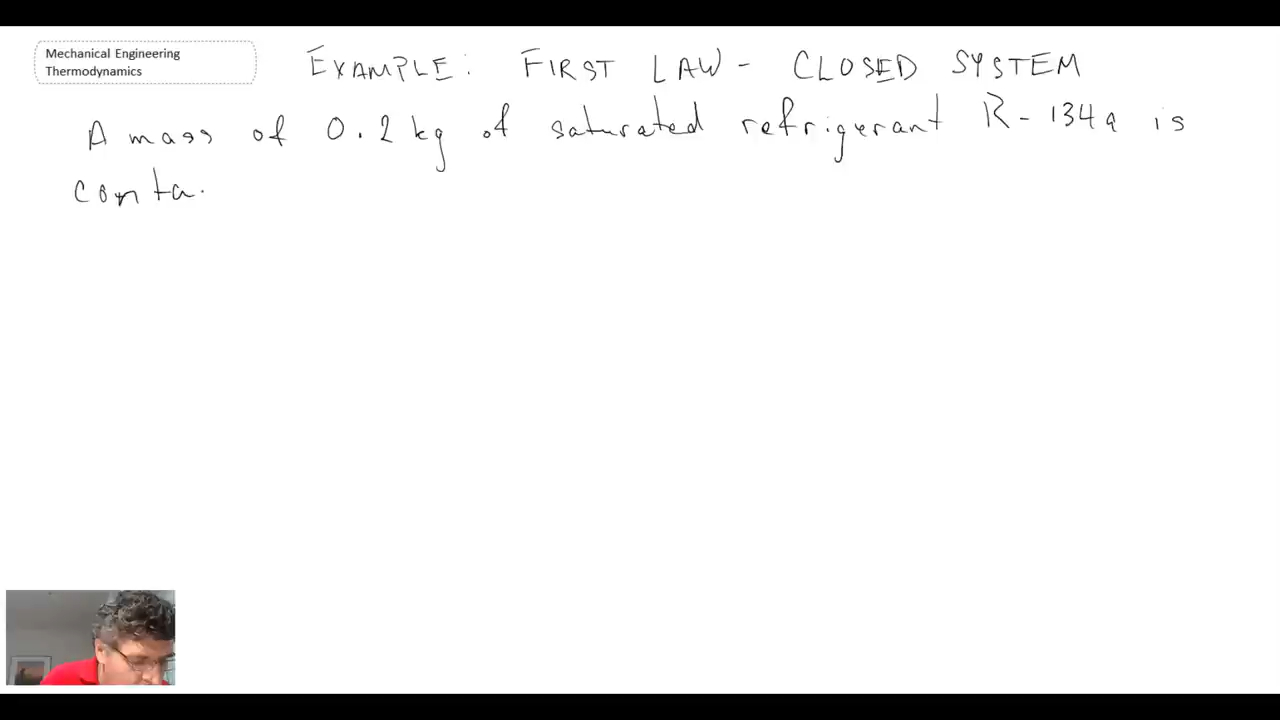 Mechanical Engineering
Thermodynamics
EXAMPLE: FIRST LAW - CLOSED SYSTEM
A mass of 0.2 kg of saturated refrigerant R-134a is
conta